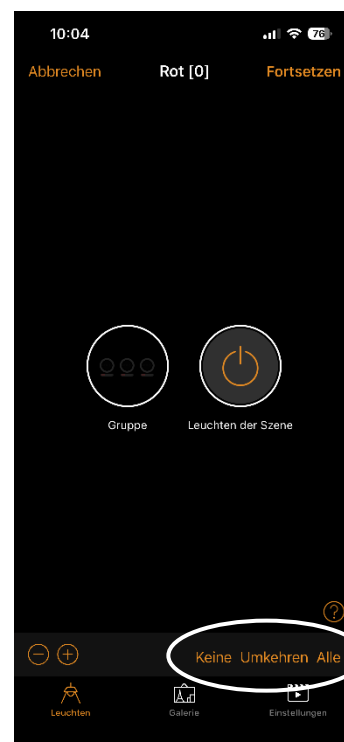 10:04 76
Abbrechen Rot [0] Fortsetzen
Gruppe Leuchten der Szene
?
Keine Umkehren Alle
Leuchten Galerie Einstellungen